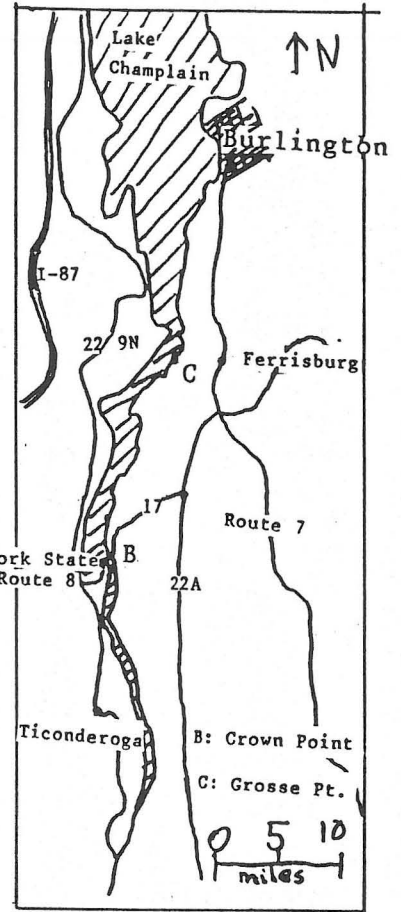 Lake
Champlain
↑N
Burlington
I-87
22 9N
Ferrisburg
C
17
Route 7
ork State
Route 8
B
22A
Ticonderoga
B: Crown Point
C: Grosse Pt.
0 5 10
miles